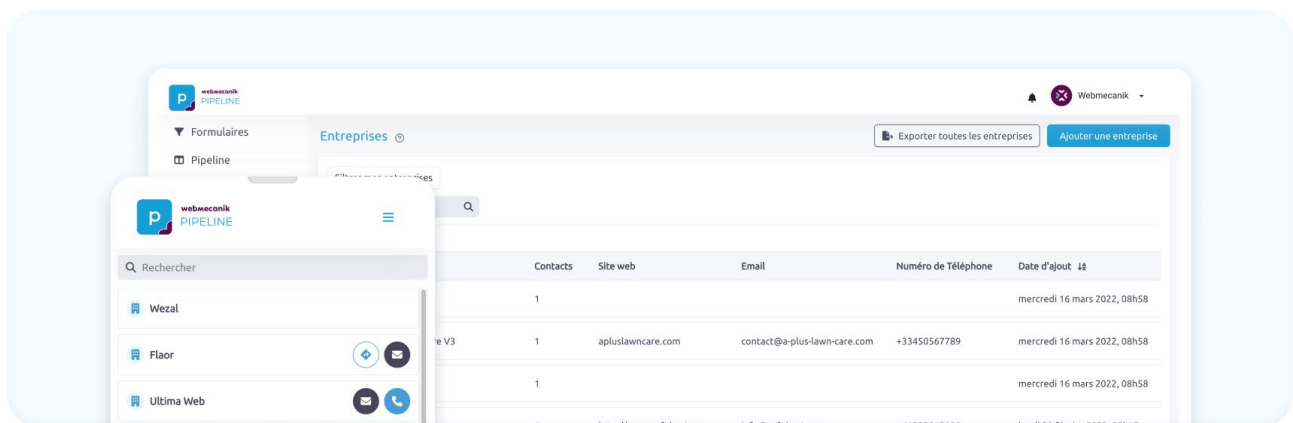 webmecanik
PIPELINE
Webmecanik
Formulaires
Entreprises
Exporter toutes les entreprises
Ajouter une entreprise
Pipeline
webmecanik
PIPELINE
Rechercher
Contacts Site web Email Numéro de Téléphone Date d'ajout
Wezal
1 mercredi 16 mars 2022, 08h58
Flaor
re V3 1 apluslawncare.com contact@a-plus-lawn-care.com +33450567789 mercredi 16 mars 2022, 08h58
1 mercredi 16 mars 2022, 08h58
Ultima Web